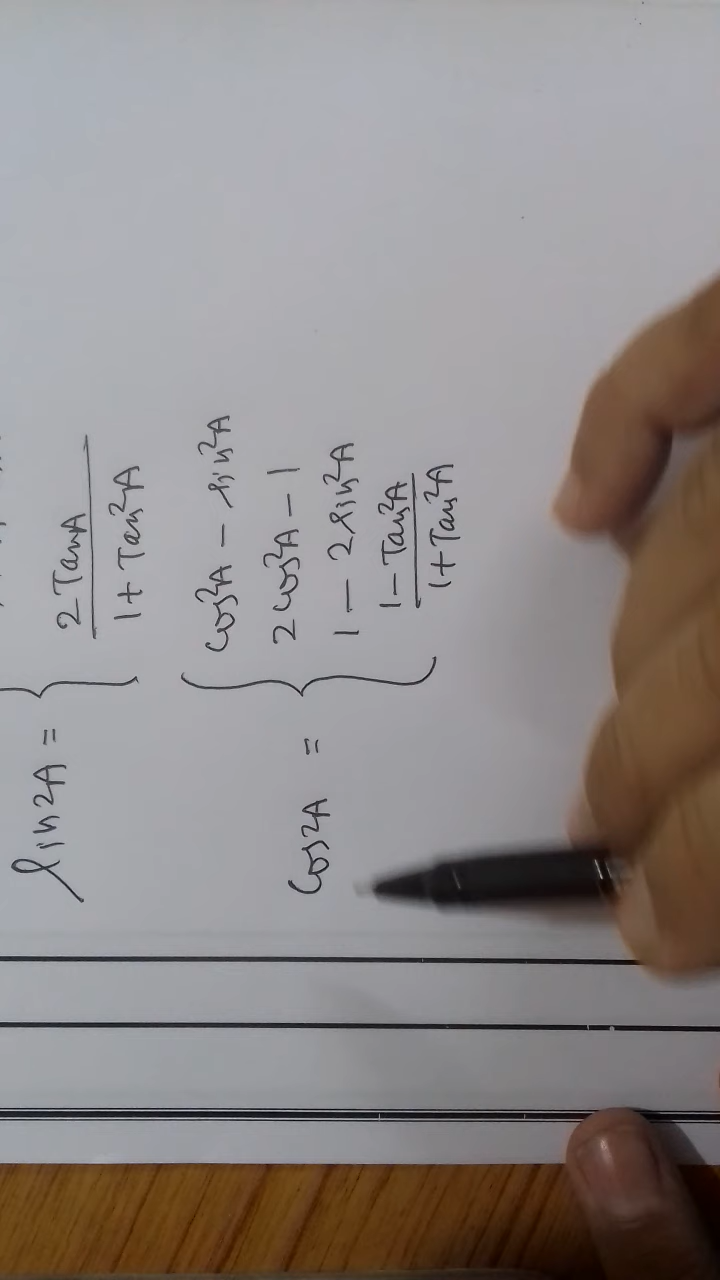 sin2A = { 2TanA / 1+Tan²A
cos2A = { cos²A - sin²A
2cos²A - 1
1 - 2sin²A
1-Tan²A / 1+Tan²A